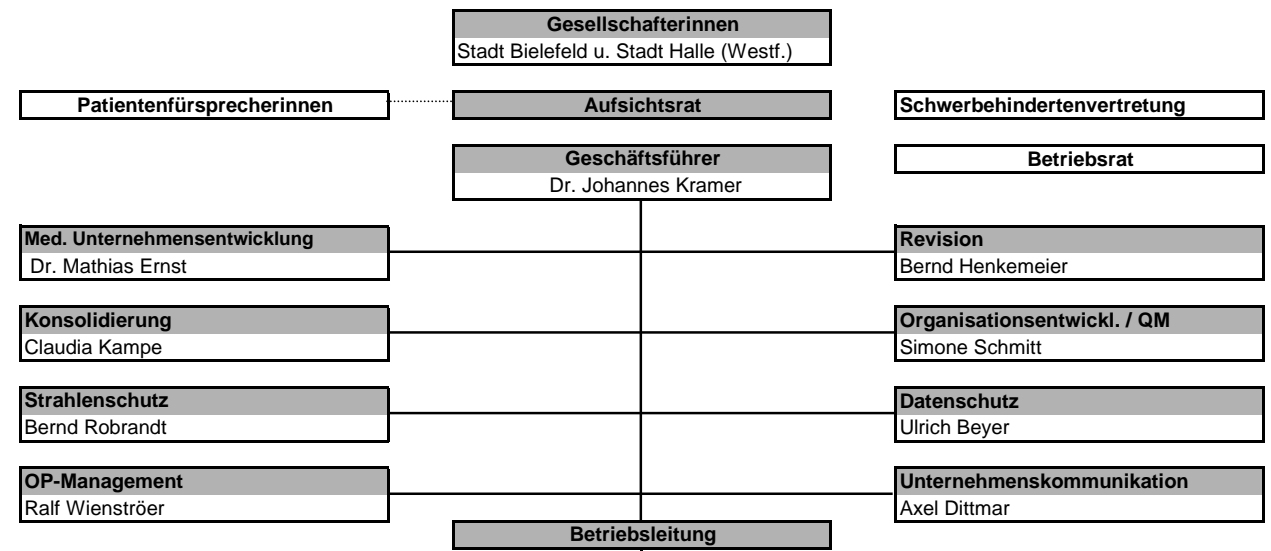 Gesellschafterinnen
Stadt Bielefeld u. Stadt Halle (Westf.)
Patientenfürsprecherinnen
Aufsichtsrat
Schwerbehindertenvertretung
Geschäftsführer
Dr. Johannes Kramer
Betriebsrat
Med. Unternehmensentwicklung
Dr. Mathias Ernst
Revision
Bernd Henkemeier
Konsolidierung
Claudia Kampe
Organisationsentwickl. / QM
Simone Schmitt
Strahlenschutz
Bernd Robrandt
Datenschutz
Ulrich Beyer
OP-Management
Ralf Wienströer
Unternehmenskommunikation
Axel Dittmar
Betriebsleitung